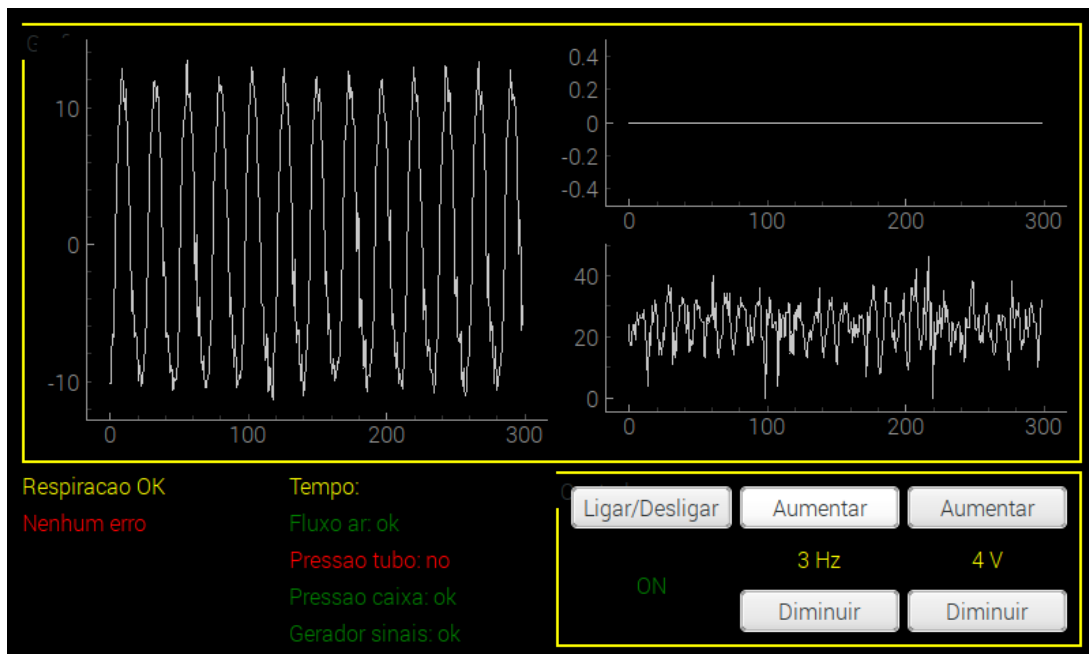 10
0
-10
0 100 200 300
0.4
0.2
0
-0.2
-0.4
0 100 200 300
40
20
0
0 100 200 300
Respiracao OK
Nenhum erro
Tempo:
Fluxo ar: ok
Pressao tubo: no
Pressao caixa: ok
Gerador sinais: ok
Ligar/Desligar Aumentar Aumentar
ON 3 Hz 4 V
Diminuir Diminuir